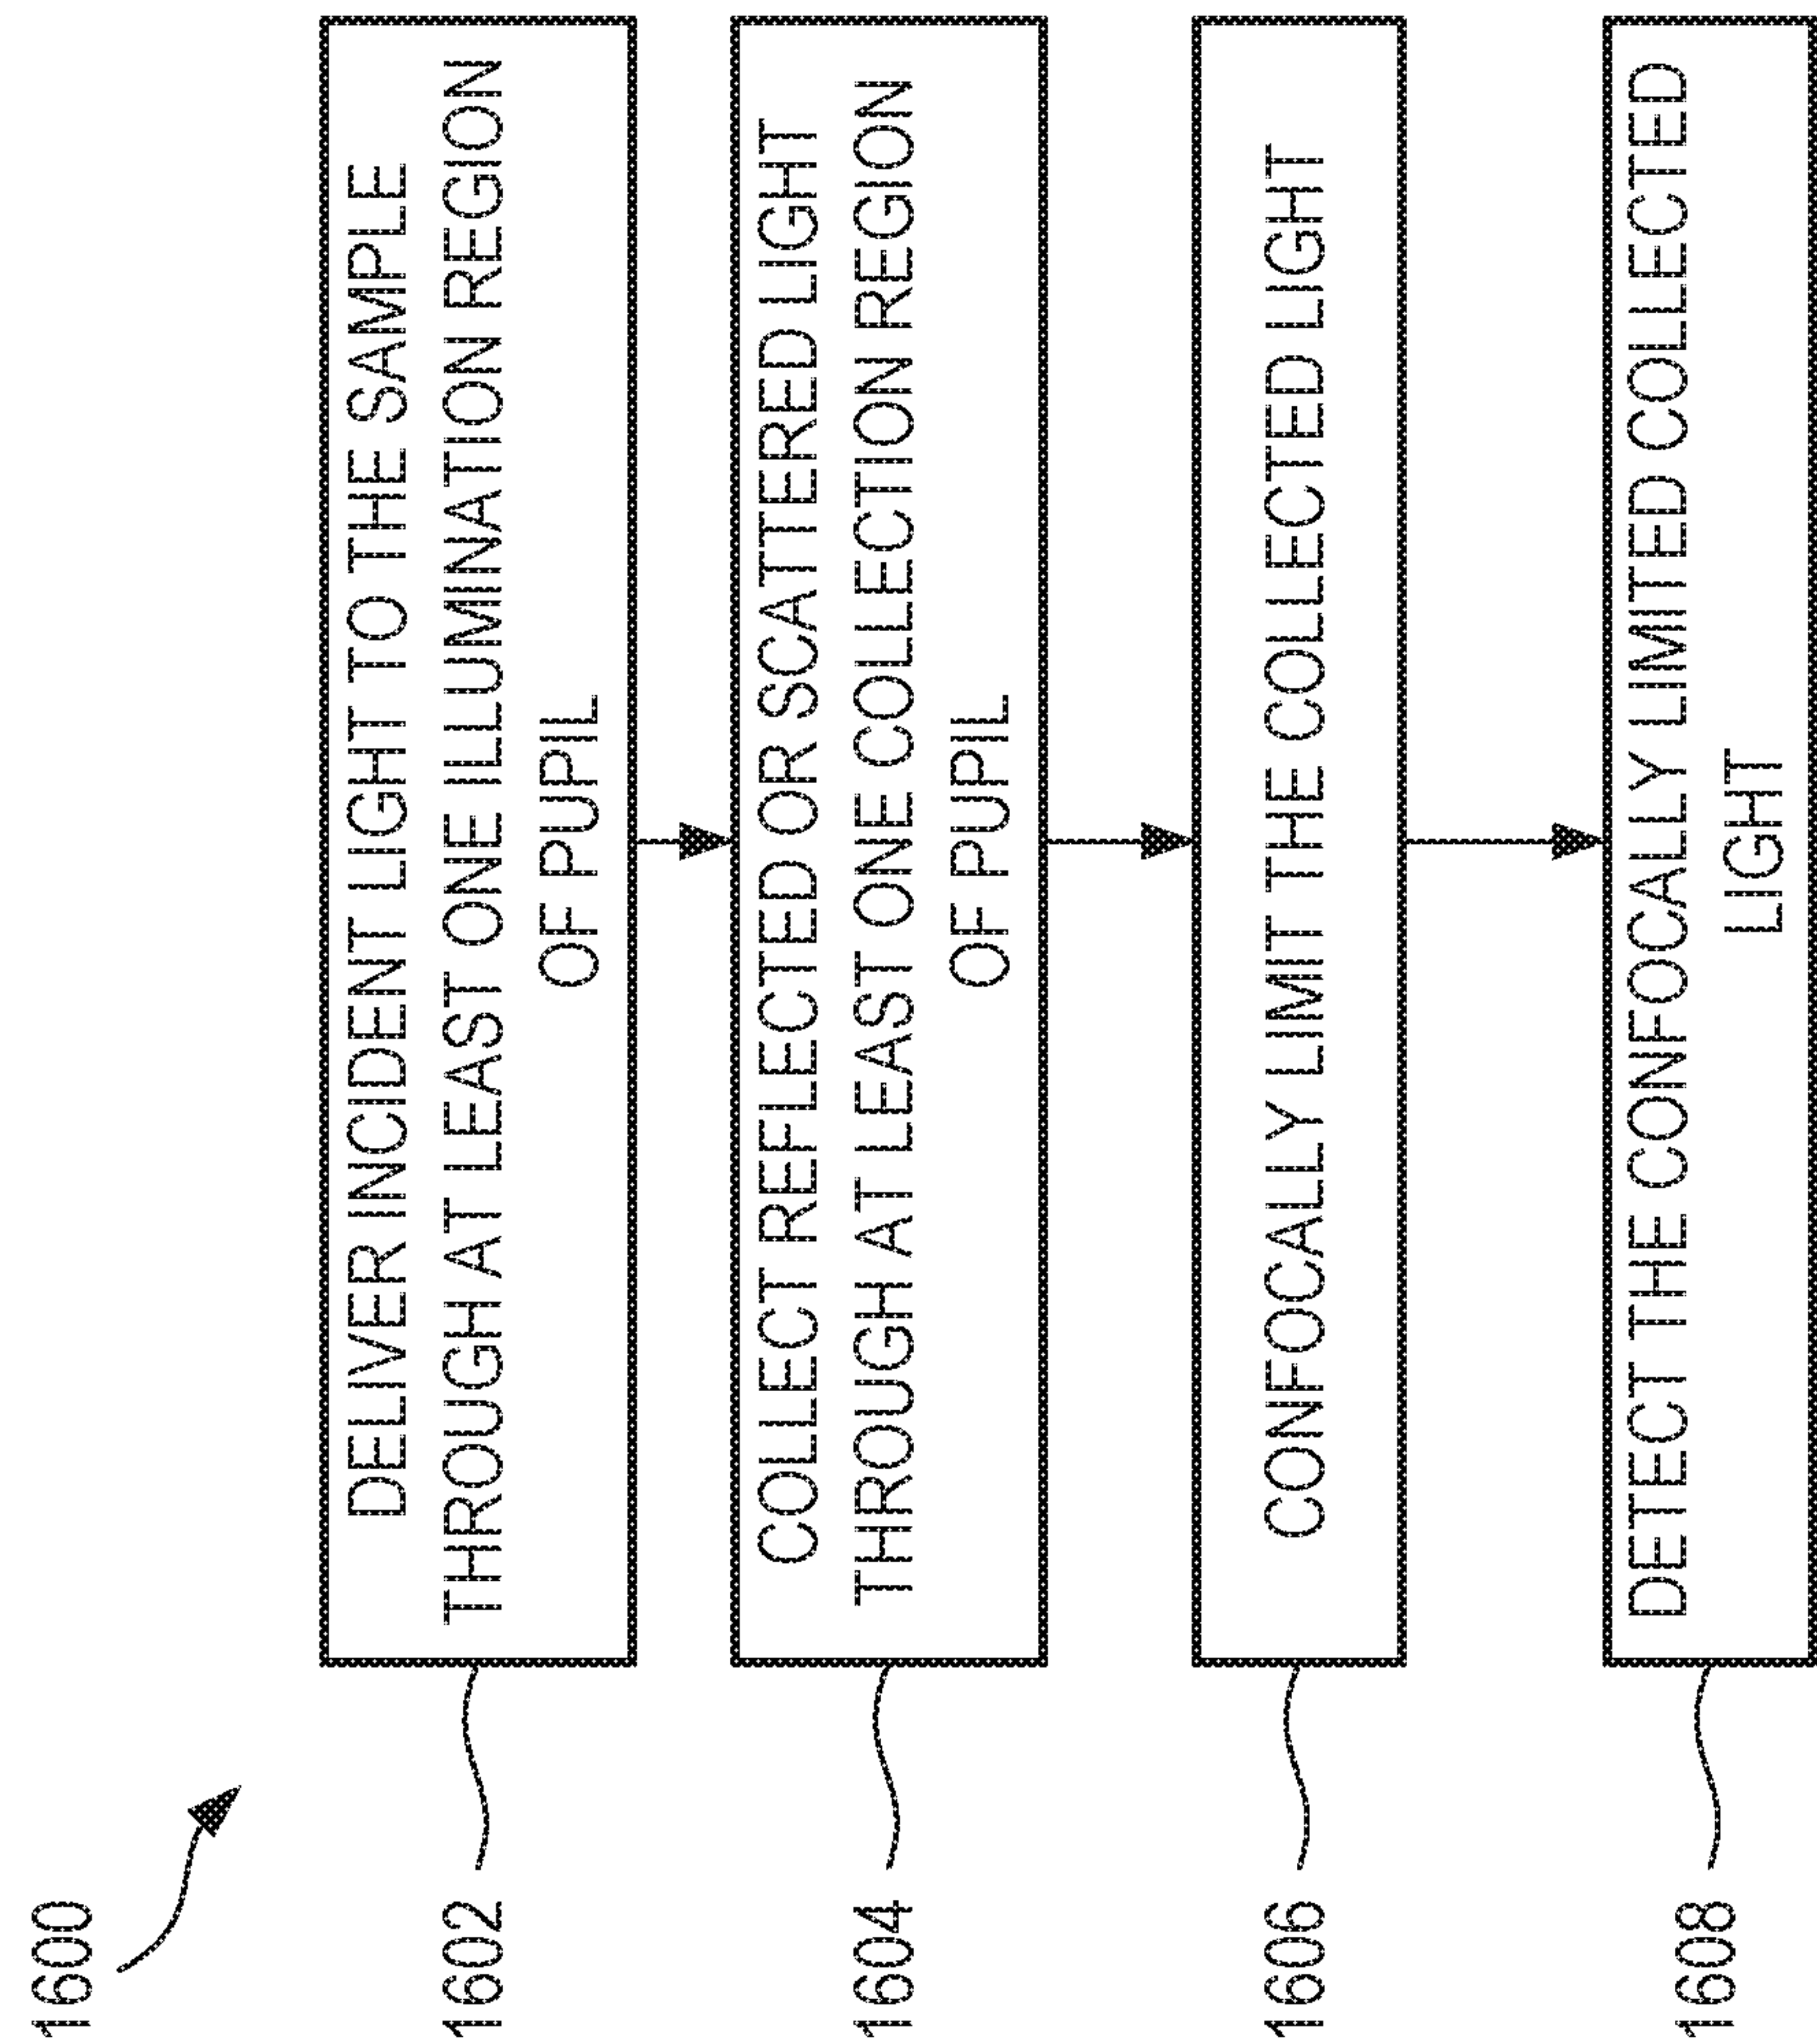 1600
1602
DELIVER INCIDENT LIGHT TO THE SAMPLE
THROUGH AT LEAST ONE ILLUMINATION REGION
OF PUPIL
1604
COLLECT REFLECTED OR SCATTERED LIGHT
THROUGH AT LEAST ONE COLLECTION REGION
OF PUPIL
1606
CONFOCALLY LIMIT THE COLLECTED LIGHT
1608
DETECT THE CONFOCALLY LIMITED COLLECTED
LIGHT